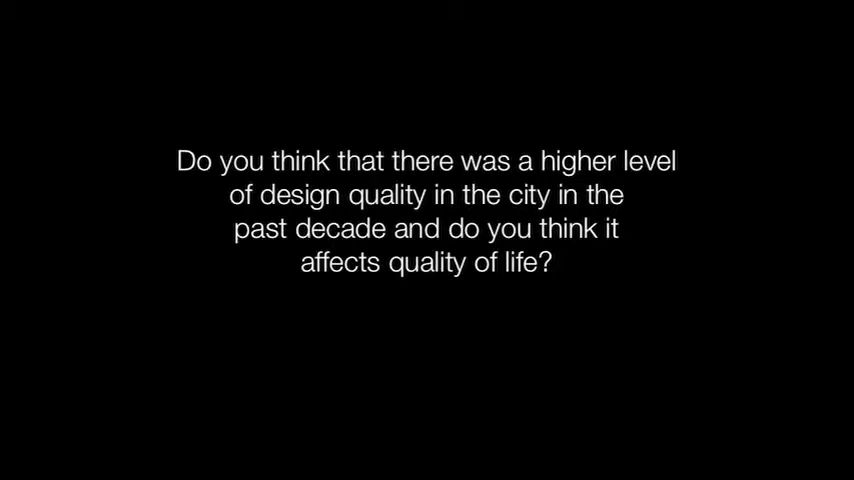 Do you think that there was a higher level
of design quality in the city in the
past decade and do you think it
affects quality of life?